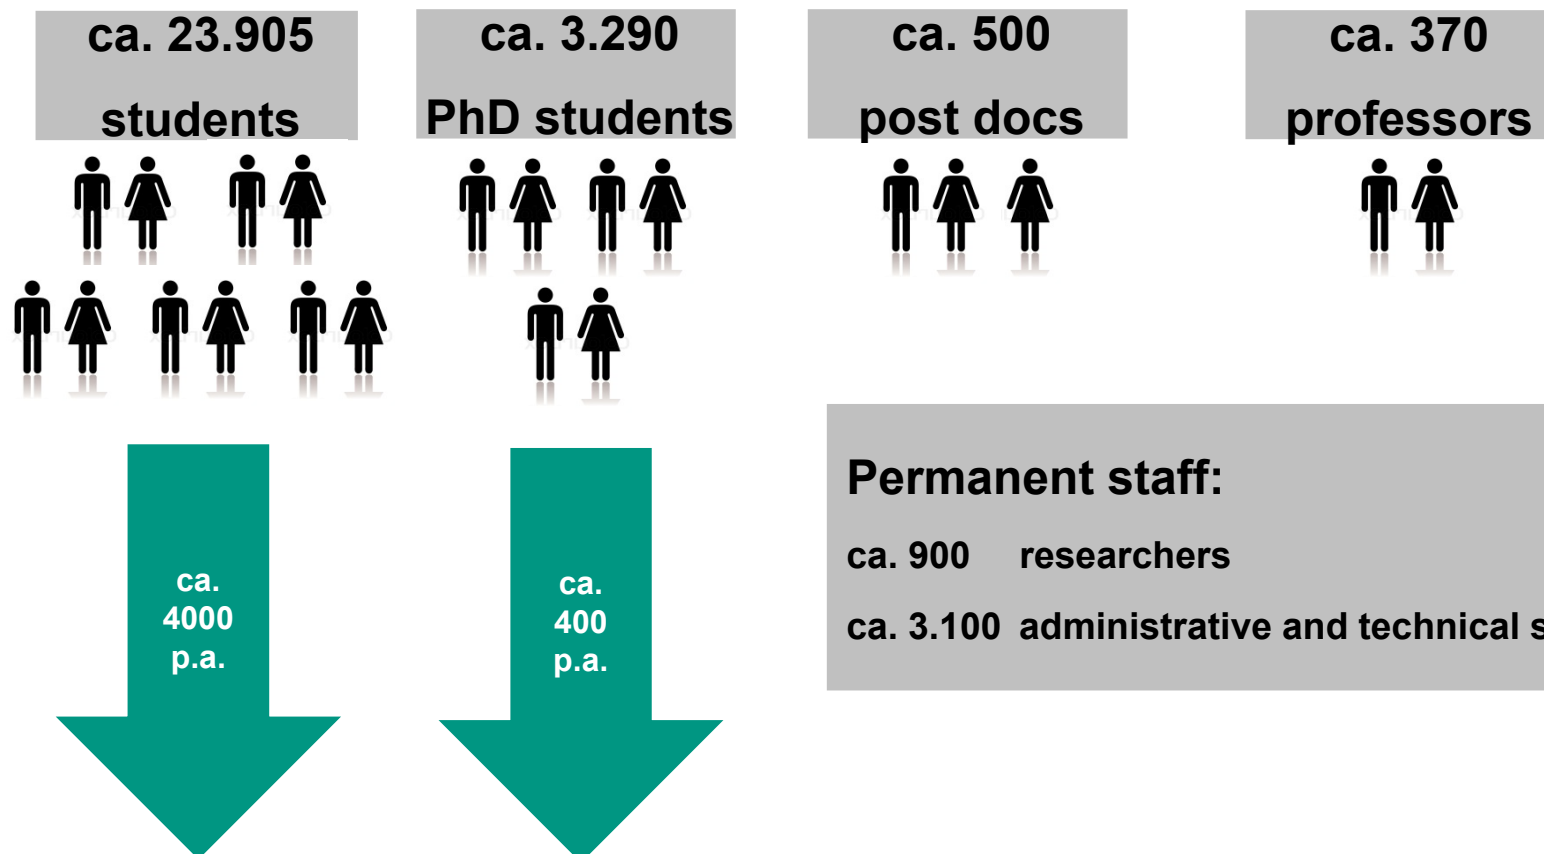 ca. 23.905
students
ca. 3.290
PhD students
ca. 500
post docs
ca. 370
professors
ca.
4000
p.a.
ca.
400
p.a.
Permanent staff:
ca. 900 researchers
ca. 3.100 administrative and technical s